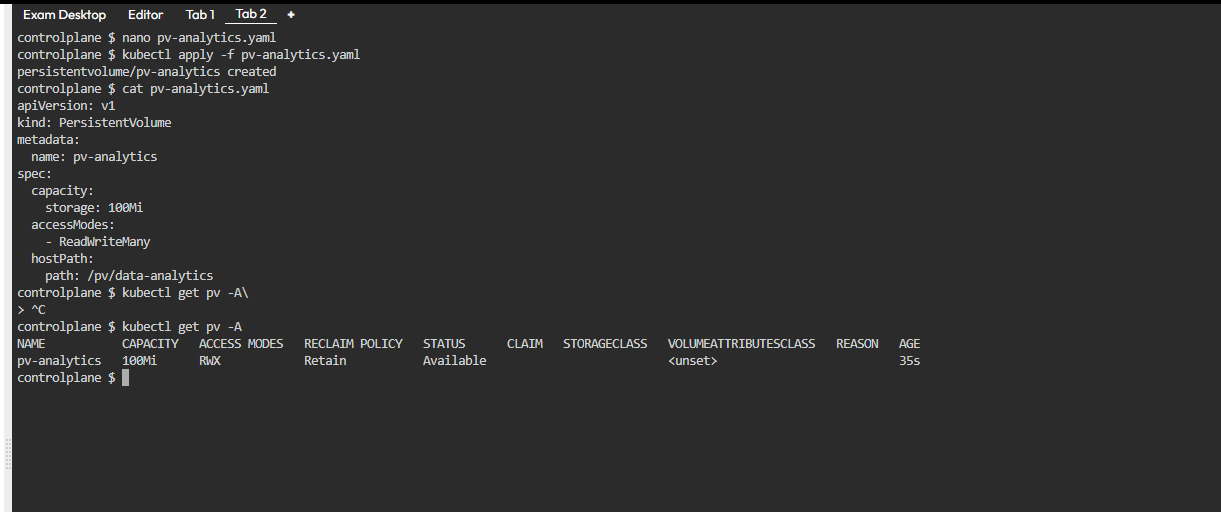 Exam Desktop Editor Tab 1 Tab 2 +
controlplane $ nano pv-analytics.yaml
controlplane $ kubectl apply -f pv-analytics.yaml
persistentvolume/pv-analytics created
controlplane $ cat pv-analytics.yaml
apiVersion: v1
kind: PersistentVolume
metadata:
  name: pv-analytics
spec:
  capacity:
    storage: 100Mi
  accessModes:
    - ReadWriteMany
  hostPath:
    path: /pv/data-analytics
controlplane $ kubectl get pv -A\
> ^C
controlplane $ kubectl get pv -A
NAME           CAPACITY   ACCESS MODES   RECLAIM POLICY   STATUS      CLAIM   STORAGECLASS   VOLUMEATTRIBUTESCLASS   REASON   AGE
pv-analytics   100Mi      RWX            Retain           Available                          <unset>                          35s
controlplane $